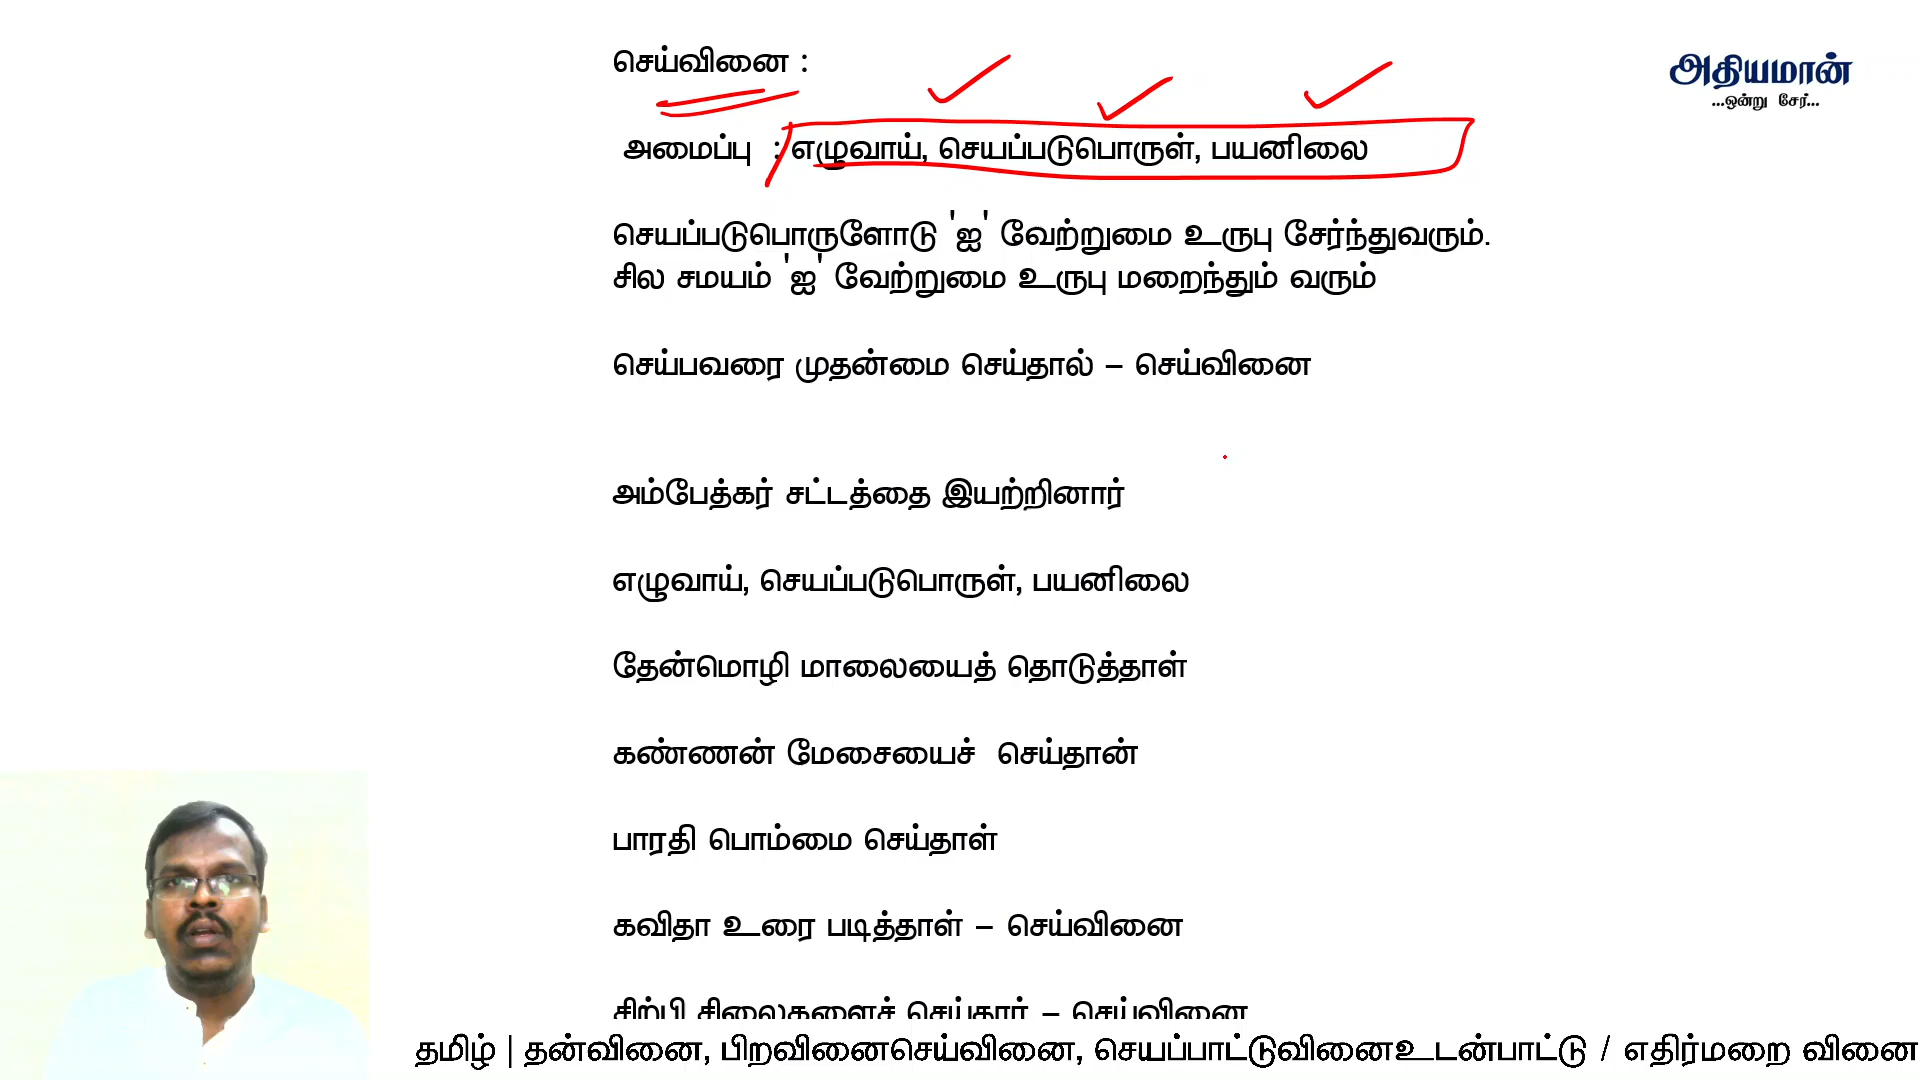 செய்வினை :
அதியமான்
...ஒன்று சேர்...
அமைப்பு : எழுவாய், செயப்படுபொருள், பயனிலை
செயப்படுபொருளோடு 'ஐ' வேற்றுமை உருபு சேர்ந்துவரும்.
சில சமயம் 'ஐ' வேற்றுமை உருபு மறைந்தும் வரும்
செய்பவரை முதன்மை செய்தால் – செய்வினை
அம்பேத்கர் சட்டத்தை இயற்றினார்
எழுவாய், செயப்படுபொருள், பயனிலை
தேன்மொழி மாலையைத் தொடுத்தாள்
கண்ணன் மேசையைச் செய்தான்
பாரதி பொம்மை செய்தாள்
கவிதா உரை படித்தாள் – செய்வினை
சிற்பி சிலைகளைச் செய்தார் – செய்வினை
தமிழ் | தன்வினை, பிறவினைசெய்வினை, செயப்பாட்டுவினைஉடன்பாட்டு / எதிர்மறை வினை